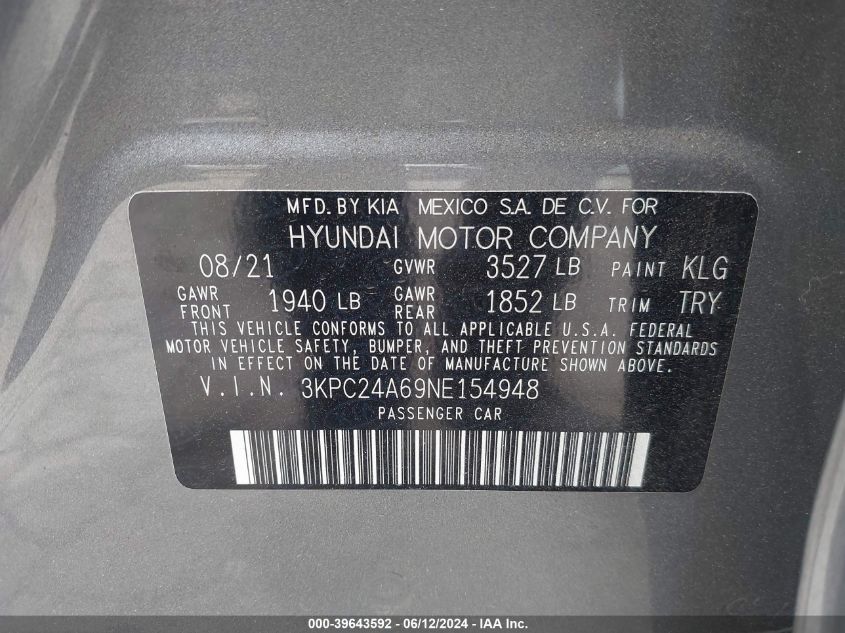 MFD. BY KIA MEXICO S.A. DE C.V. FOR
HYUNDAI MOTOR COMPANY
08/21 GVWR 3527 LB PAINT KLG
GAWR FRONT 1940 LB GAWR REAR 1852 LB TRIM TRY
THIS VEHICLE CONFORMS TO ALL APPLICABLE U.S.A. FEDERAL
MOTOR VEHICLE SAFETY, BUMPER, AND THEFT PREVENTION STANDARDS
IN EFFECT ON THE DATE OF MANUFACTURE SHOWN ABOVE.
V.I.N. 3KPC24A69NE154948
PASSENGER CAR
000-39643592 - 06/12/2024 - IAA Inc.